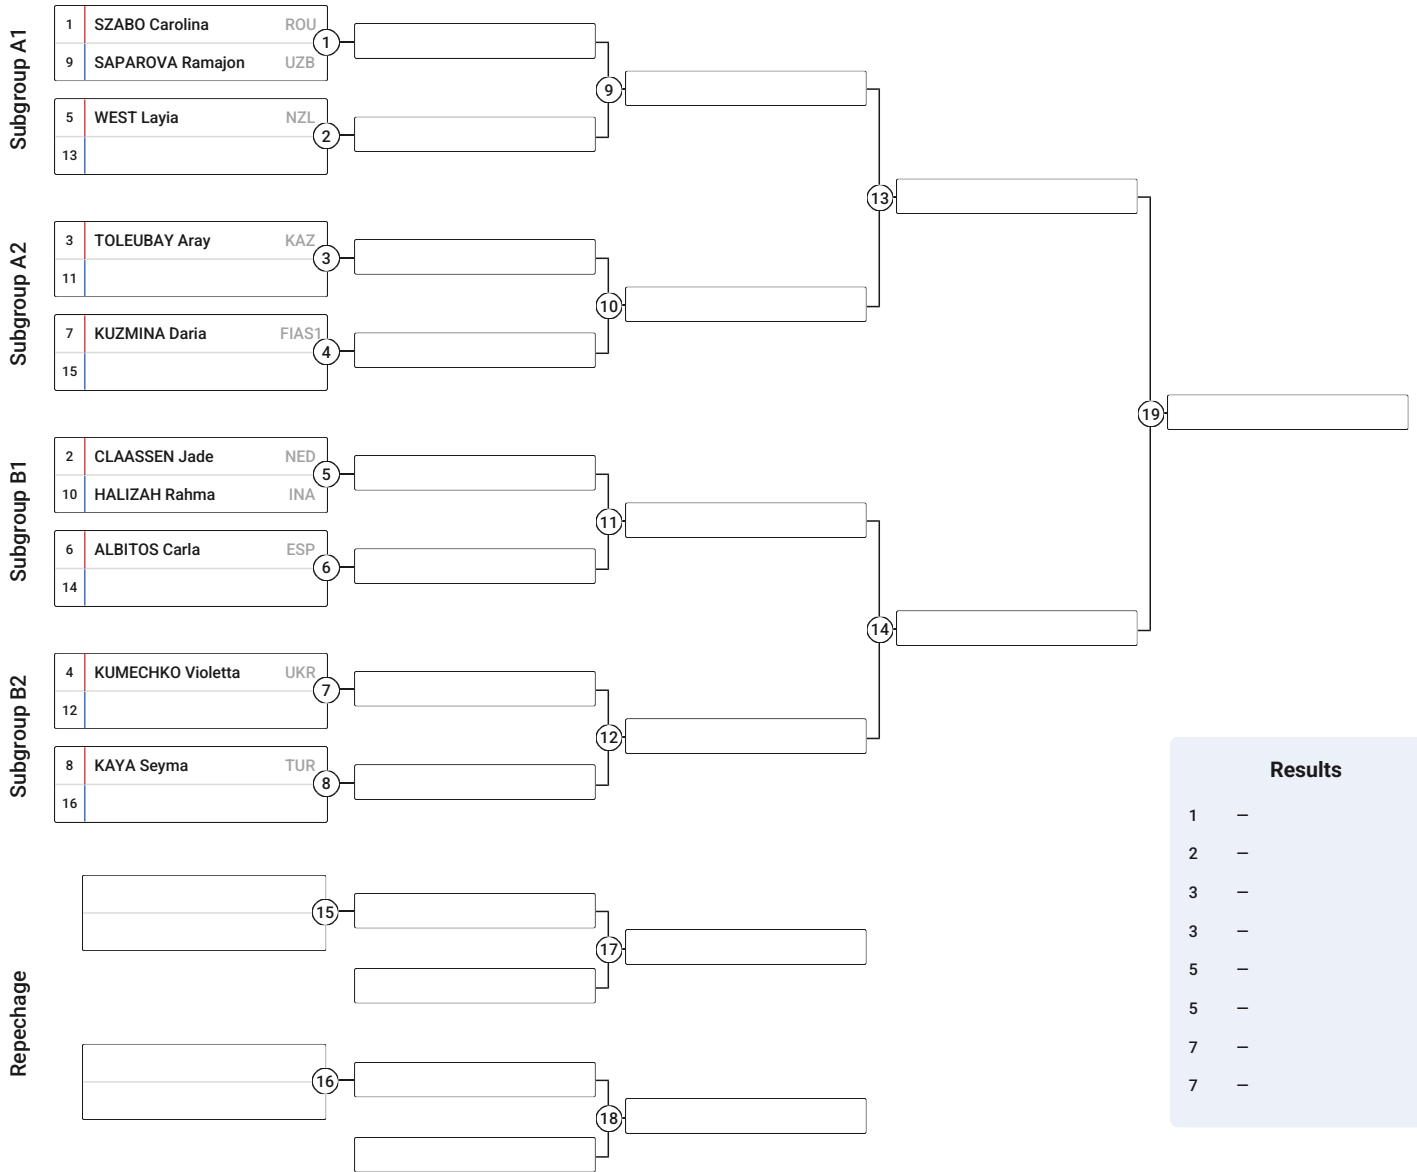 Subgroup A1
1 SZABO Carolina ROU
9 SAPAROVA Ramajon UZB
1
5 WEST Layia NZL
13
2
9
Subgroup A2
3 TOLEUBAY Aray KAZ
11
3
7 KUZMINA Daria FIAS1
15
4
10
13
Subgroup B1
2 CLAASSEN Jade NED
10 HALIZAH Rahma INA
5
6 ALBITOS Carla ESP
14
6
11
Subgroup B2
4 KUMECHKO Violetta UKR
12
7
8 KAYA Seyma TUR
16
8
12
14
19
Repechage
15
17
16
18
Results
1 –
2 –
3 –
3 –
5 –
5 –
7 –
7 –